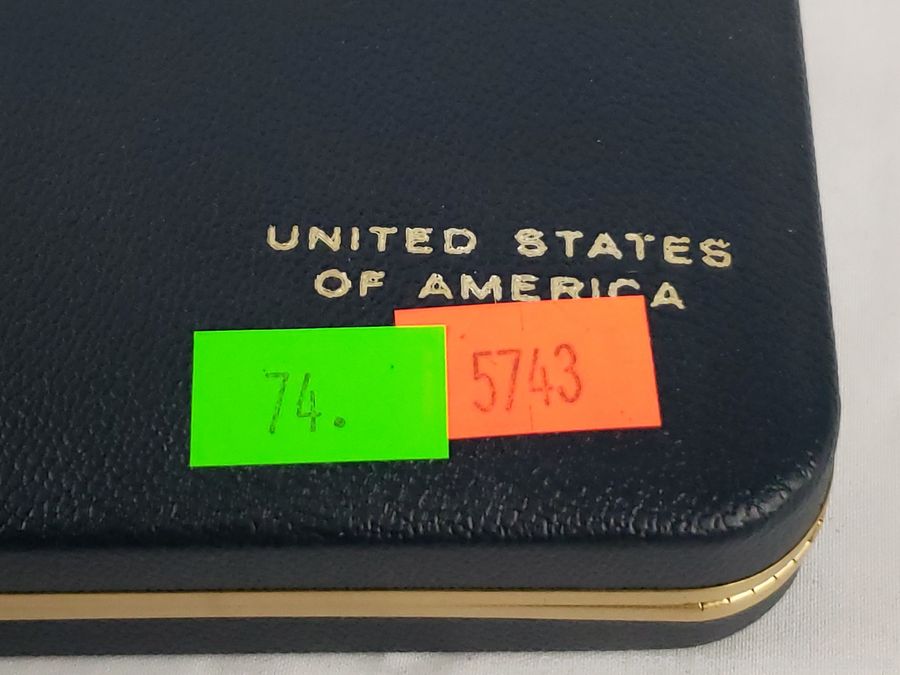 UNITED STATES
OF AMERICA
74.
5743